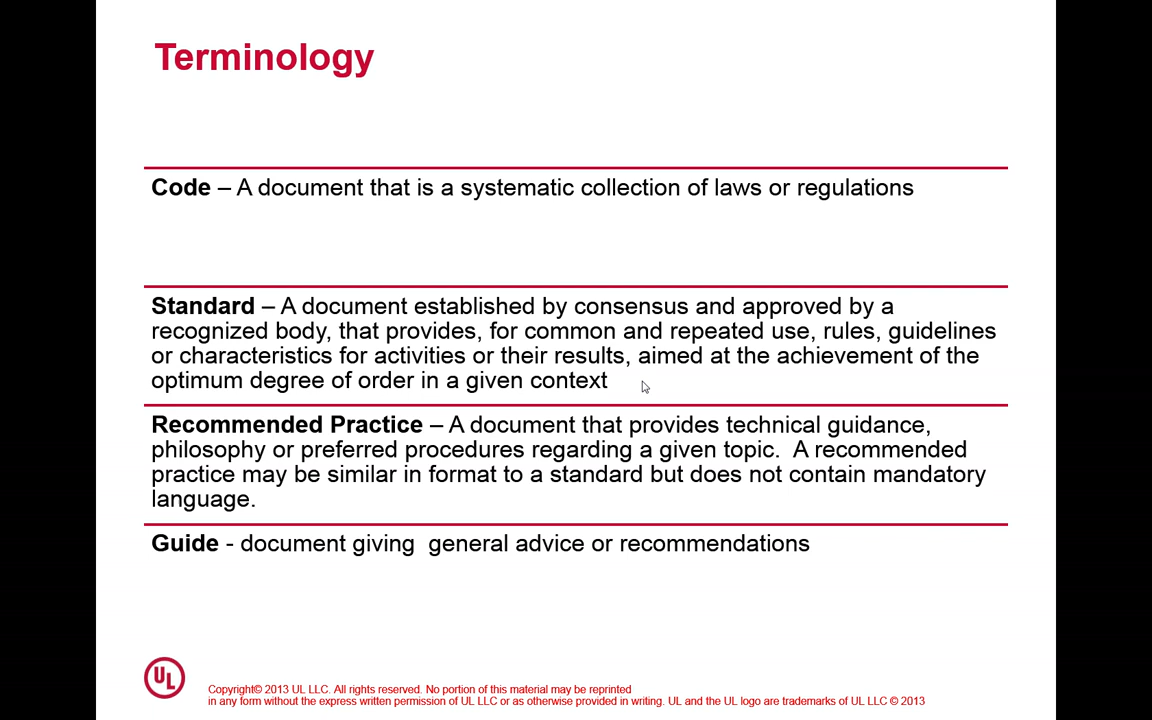 Terminology
Code – A document that is a systematic collection of laws or regulations
Standard – A document established by consensus and approved by a
recognized body, that provides, for common and repeated use, rules, guidelines
or characteristics for activities or their results, aimed at the achievement of the
optimum degree of order in a given context
Recommended Practice – A document that provides technical guidance,
philosophy or preferred procedures regarding a given topic.  A recommended
practice may be similar in format to a standard but does not contain mandatory
language.
Guide - document giving  general advice or recommendations
UL
Copyright© 2013 UL LLC. All rights reserved. No portion of this material may be reprinted
in any form without the express written permission of UL LLC or as otherwise provided in writing. UL and the UL logo are trademarks of UL LLC © 2013